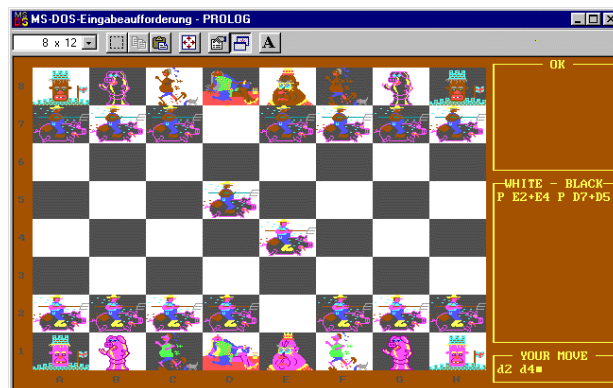 MS-DOS-Eingabeaufforderung - PROLOG
8 x 12
A
OK
8
7
6
5
4
3
2
1
WHITE - BLACK
P E2+E4 P D7+D5
YOUR MOVE
d2 d4
A B C D E F G H